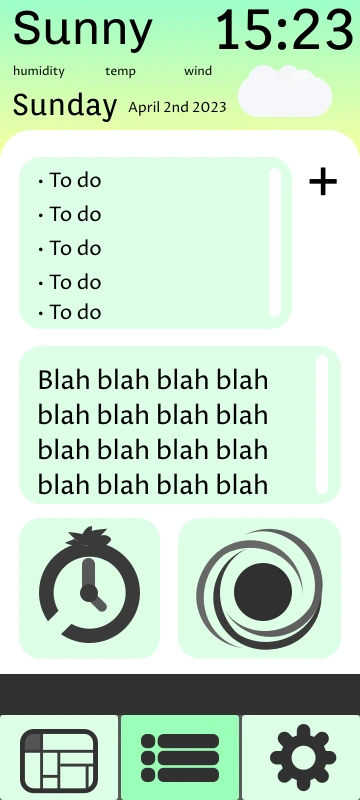 Sunny 15:23
humidity temp wind
Sunday April 2nd 2023
• To do +
• To do
• To do
• To do
• To do
Blah blah blah blah
blah blah blah blah
blah blah blah blah
blah blah blah blah